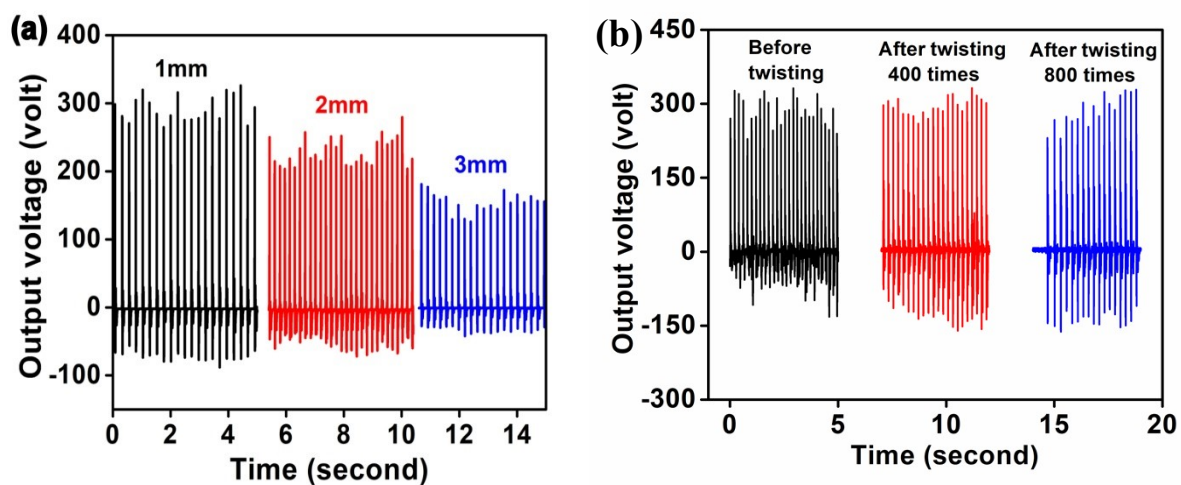 (a)
400
300
200
100
0
-100
Output voltage (volt)
1mm
2mm
3mm
0 2 4 6 8 10 12 14
Time (second)
(b)
450
300
150
0
-150
-300
Output voltage (volt)
Before
twisting
After twisting
400 times
After twisting
800 times
0 5 10 15 20
Time (second)